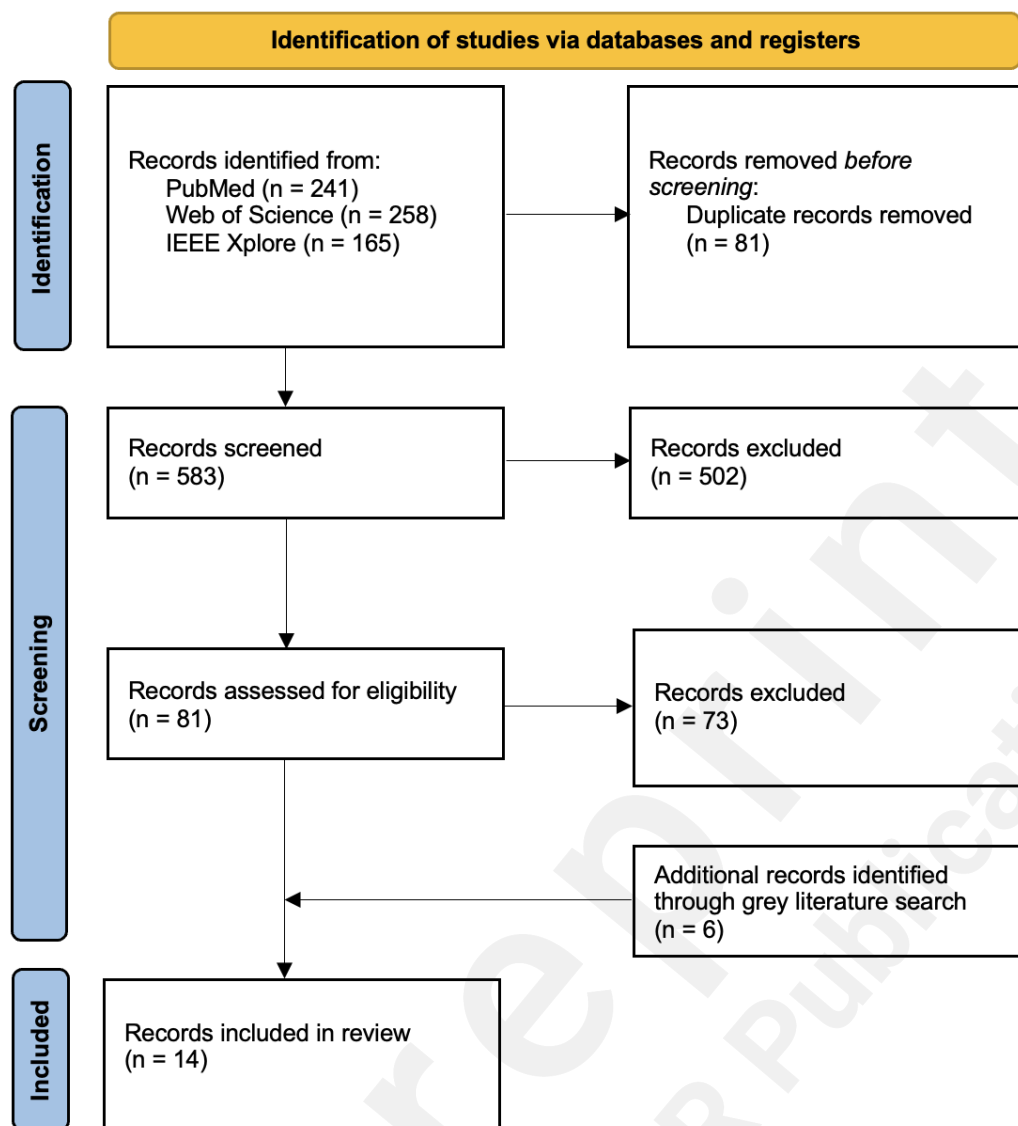 Identification of studies via databases and registers
Identification
Records identified from:
PubMed (n = 241)
Web of Science (n = 258)
IEEE Xplore (n = 165)
Records removed before
screening:
Duplicate records removed
(n = 81)
Screening
Records screened
(n = 583)
Records excluded
(n = 502)
Records assessed for eligibility
(n = 81)
Records excluded
(n = 73)
Additional records identified
through grey literature search
(n = 6)
Included
Records included in review
(n = 14)